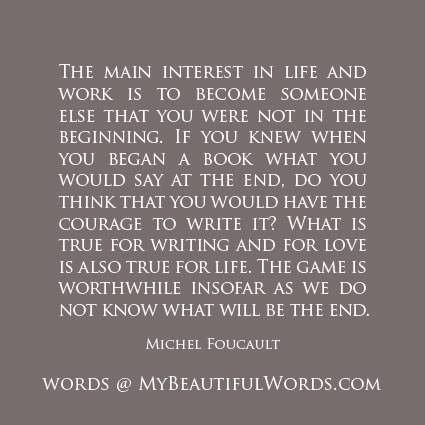 The main interest in life and
work is to become someone
else that you were not in the
beginning. If you knew when
you began a book what you
would say at the end, do you
think that you would have the
courage to write it? What is
true for writing and for love
is also true for life. The game is
worthwhile insofar as we do
not know what will be the end.
Michel Foucault
words @ MyBeautifulWords.com